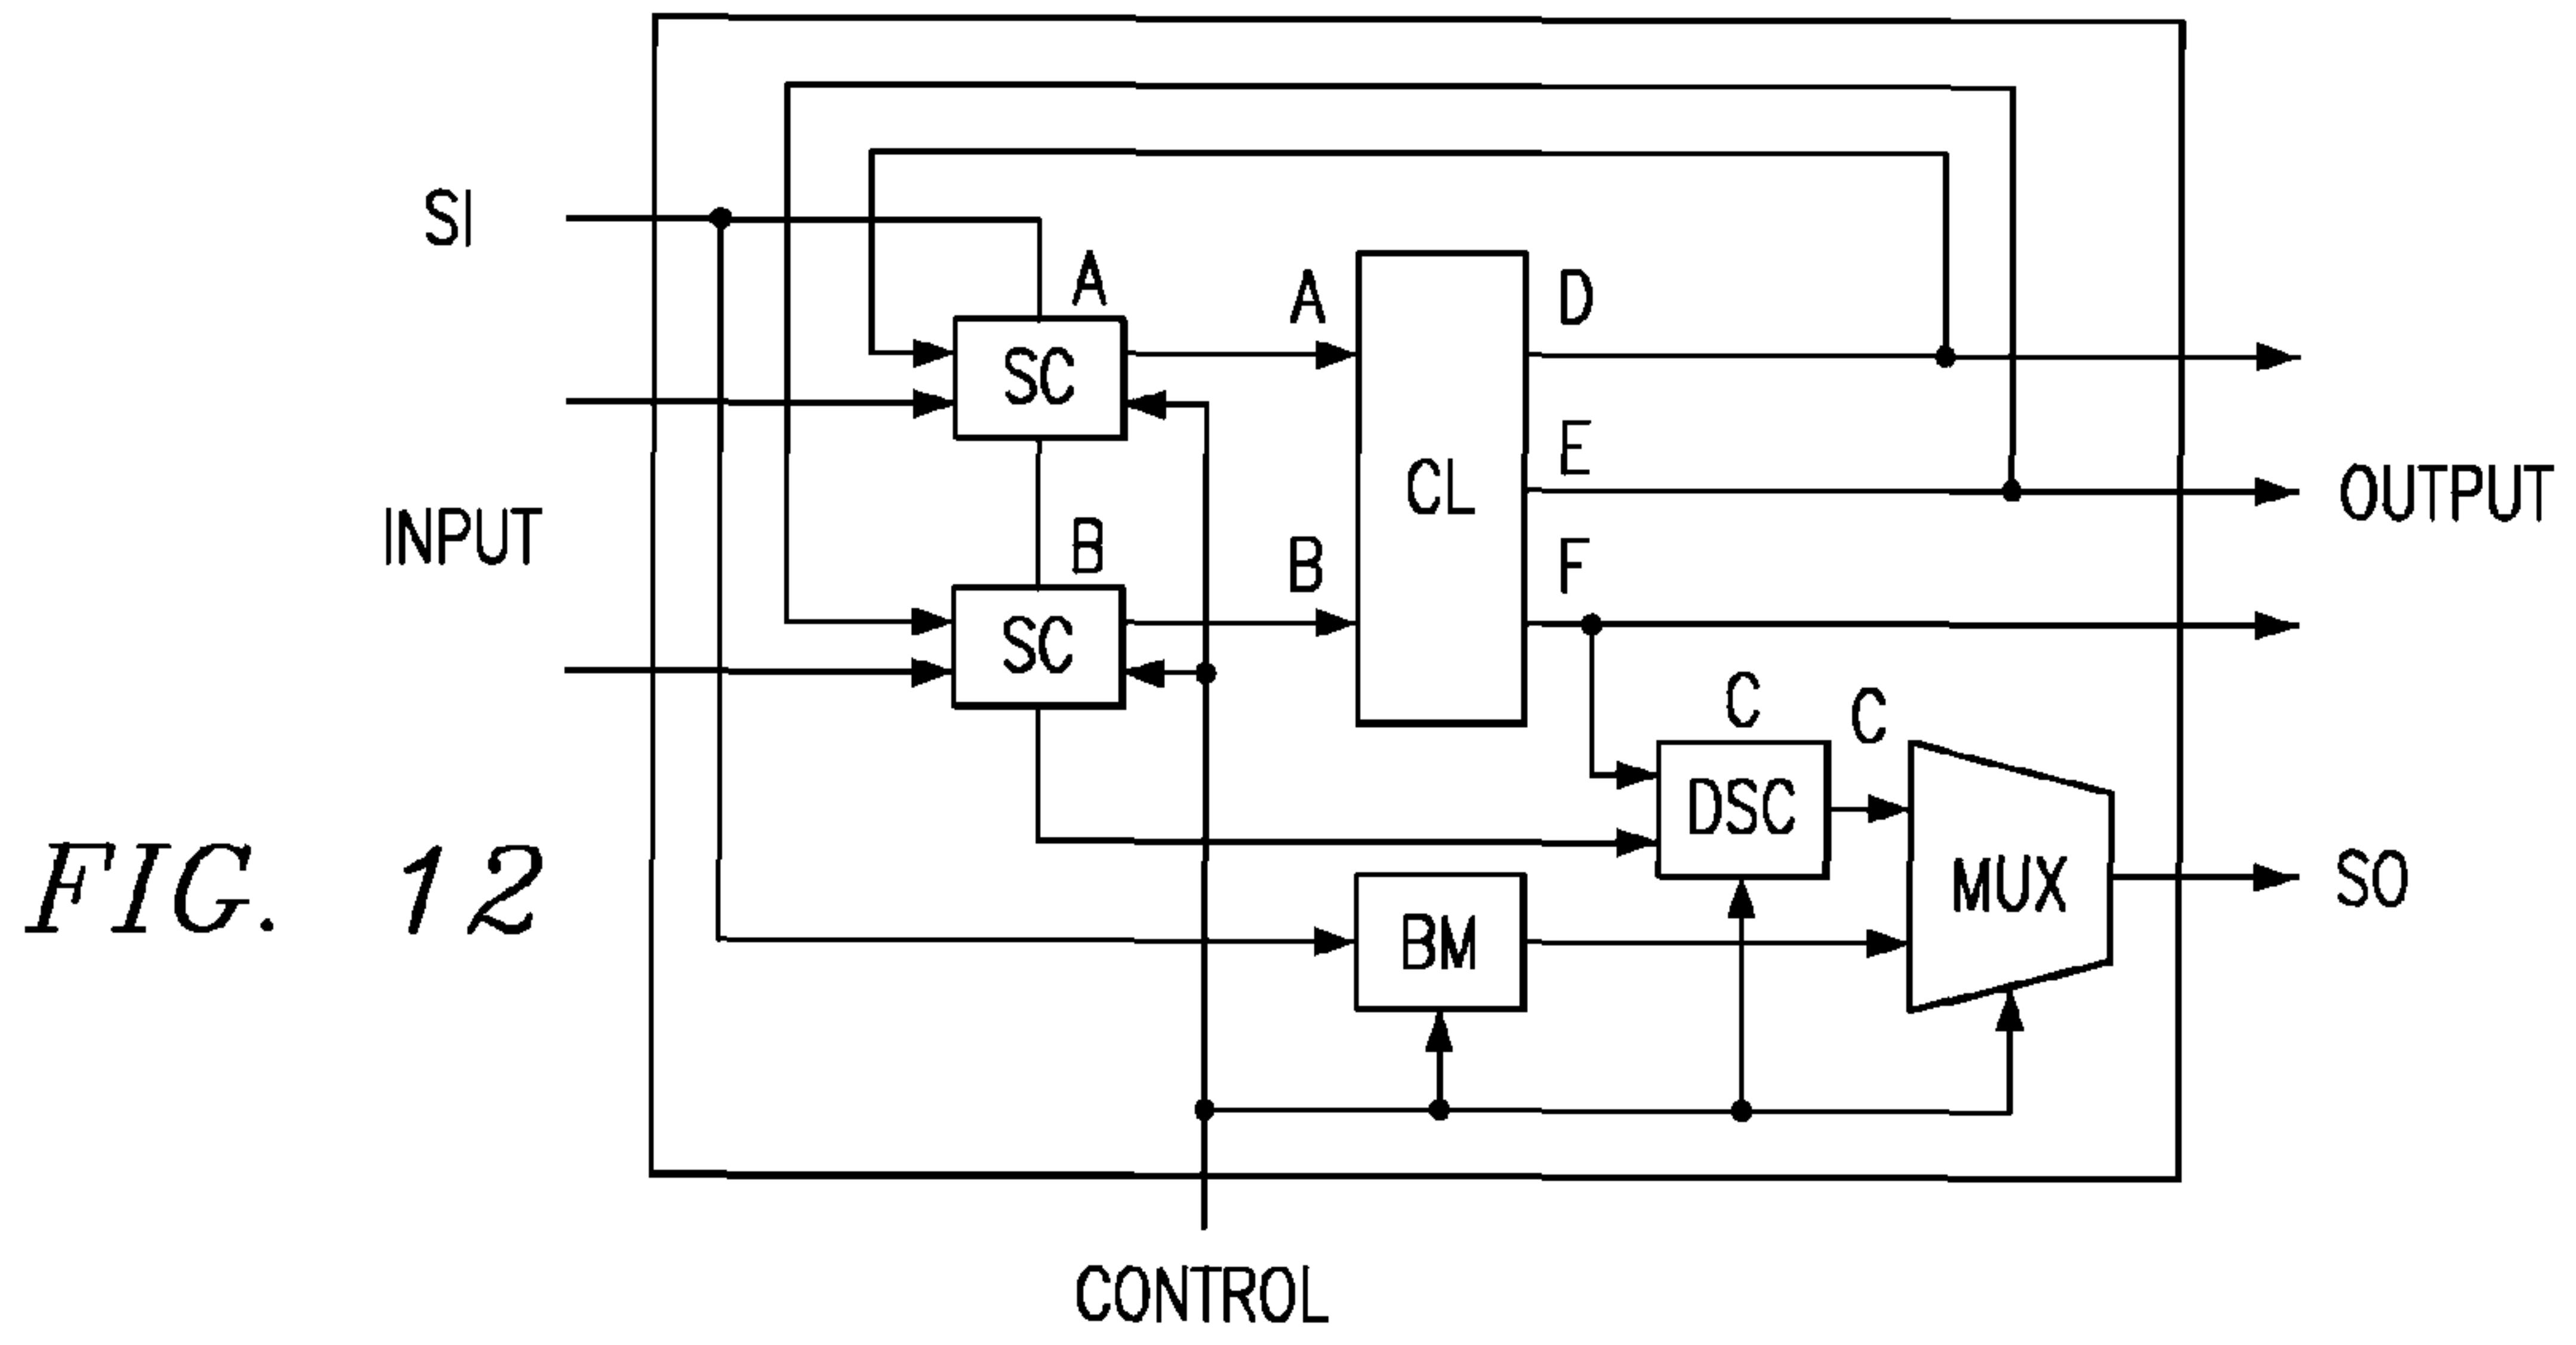 SI
A
A
D
SC
E
CL
OUTPUT
INPUT
B
B
F
SC
C
C
DSC
MUX
SO
BM
FIG. 12
CONTROL